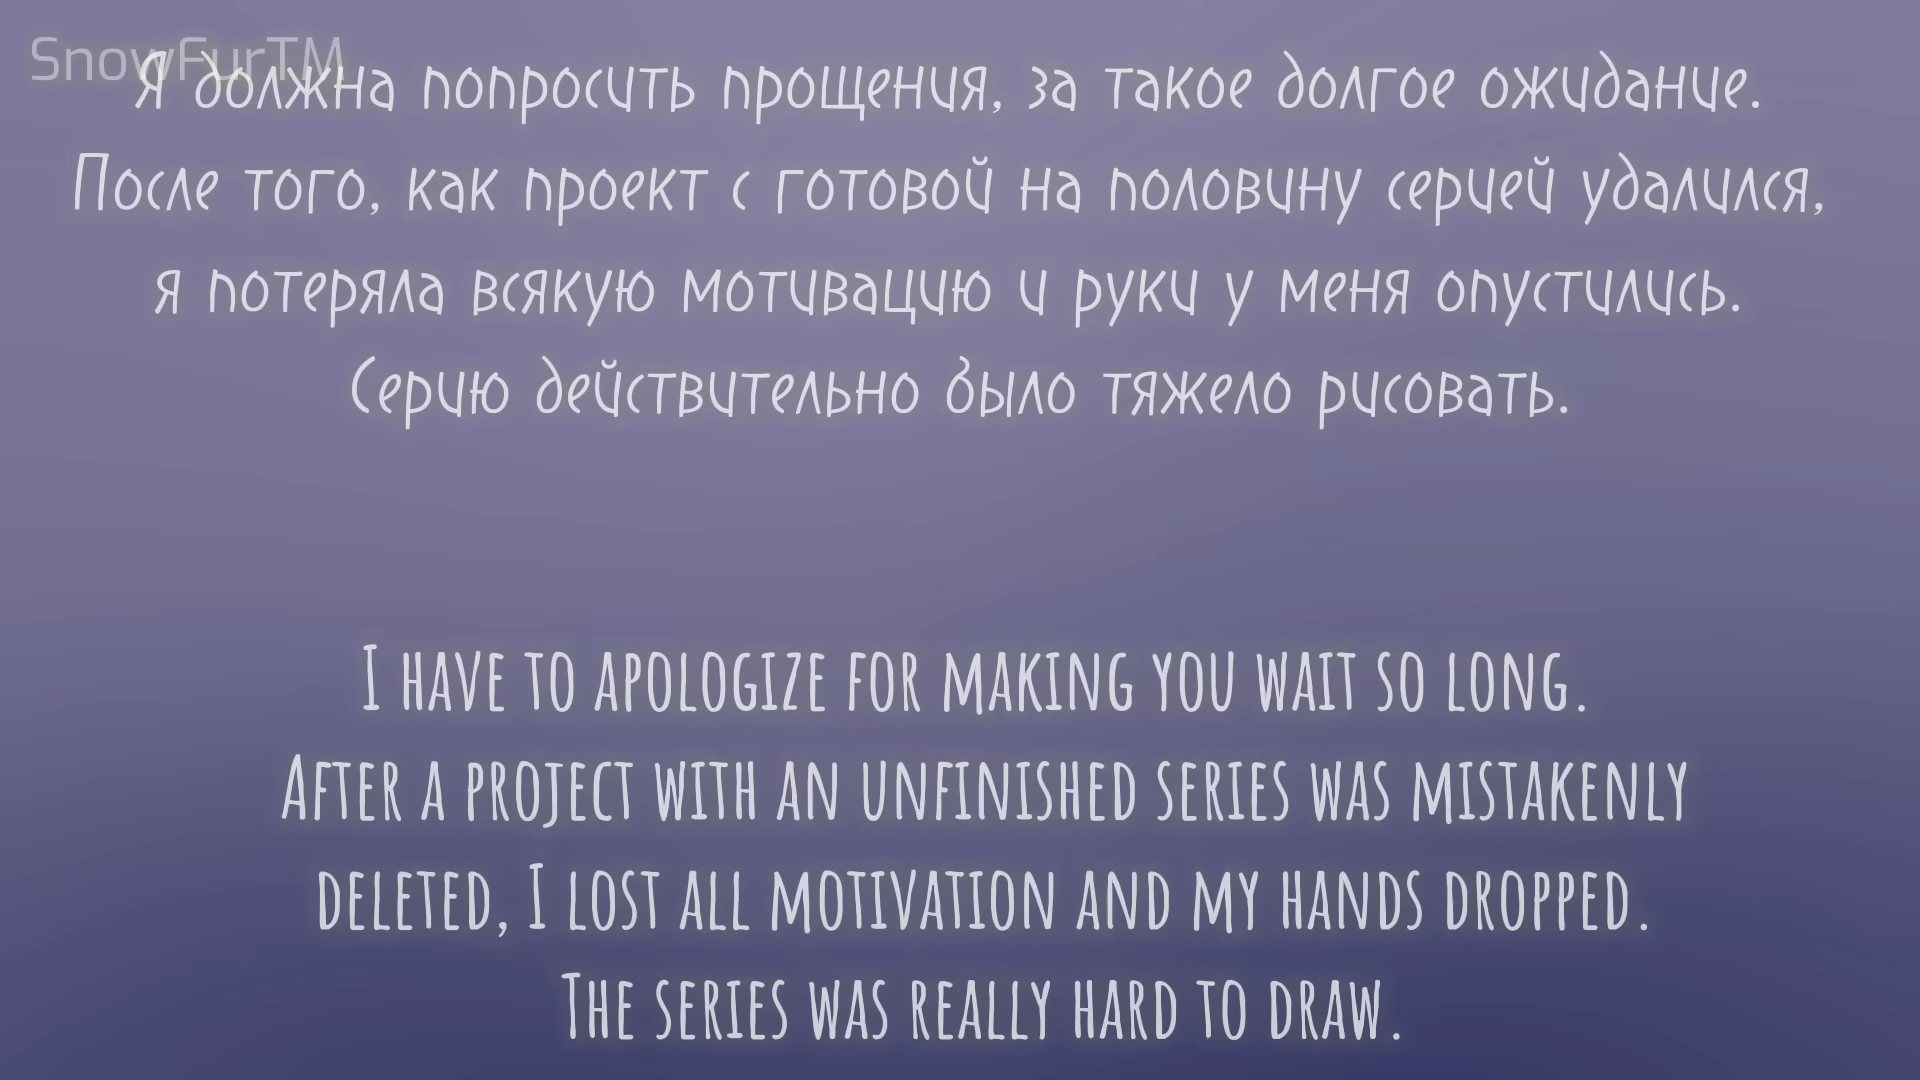 SnowFurTM
Я должна попросить прощения, за такое долгое ожидание.
После того, как проект с готовой на половину серией удалился,
я потеряла всякую мотивацию и руки у меня опустились.
Серию действительно было тяжело рисовать.
I have to apologize for making you wait so long.
After a project with an unfinished series was mistakenly
deleted, I lost all motivation and my hands dropped.
The series was really hard to draw.